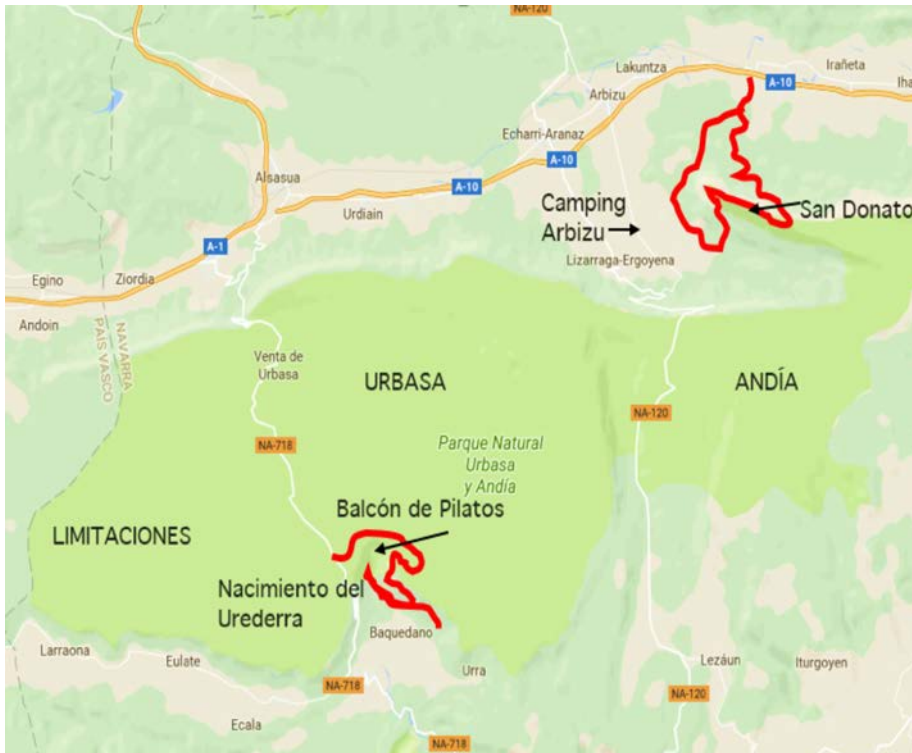 NA-120
Lakuntza
A-10
Irañeta
Iha
Arbizu
Echarri-Aranaz
A-10
Alsasua
A-10
Urdiain
Camping
Arbizu
San Donato
A-1
Lizarraga-Ergoyena
Egino
Ziordia
Andoin
NAVARRA
PAÍS VASCO
Venta de
Urbasa
URBASA
ANDÍA
NA-120
NA-718
Parque Natural
Urbasa
y Andía
Balcón de Pilatos
LIMITACIONES
Nacimiento del
Urederra
Baquedano
Larraona
Eulate
Urra
Lezáun
Iturgoyen
NA-718
NA-120
Ecala
NA-718